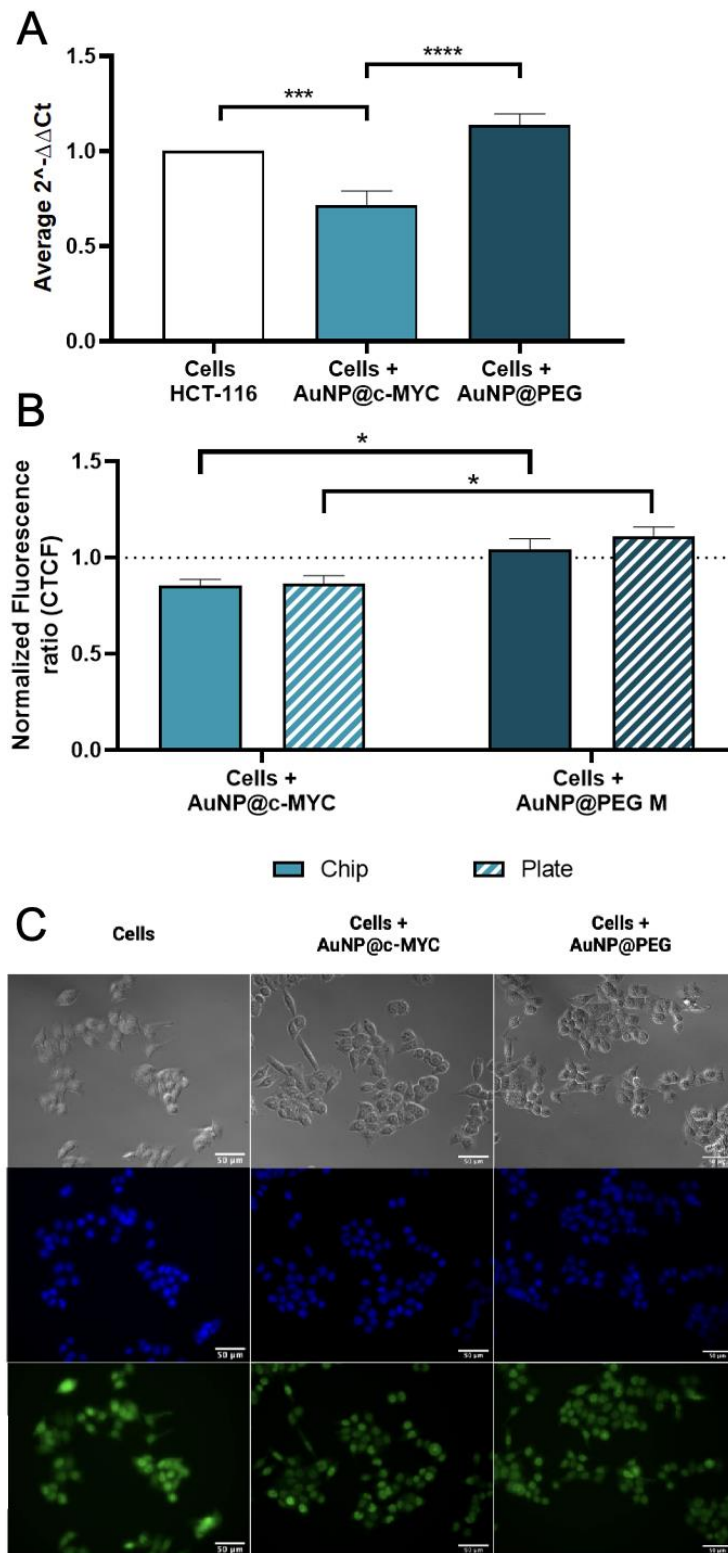 A
Average 2^-ΔΔCt
1.5
1.0
0.5
0.0
***
****
Cells
HCT-116
Cells +
AuNP@c-MYC
Cells +
AuNP@PEG
B
Normalized Fluorescence
ratio (CTCF)
1.5
1.0
0.5
0.0
*
*
Cells +
AuNP@c-MYC
Cells +
AuNP@PEG M
Chip
Plate
C
Cells
Cells +
AuNP@c-MYC
Cells +
AuNP@PEG
50 µm
50 µm
50 µm
50 µm
50 µm
50 µm
50 µm
50 µm